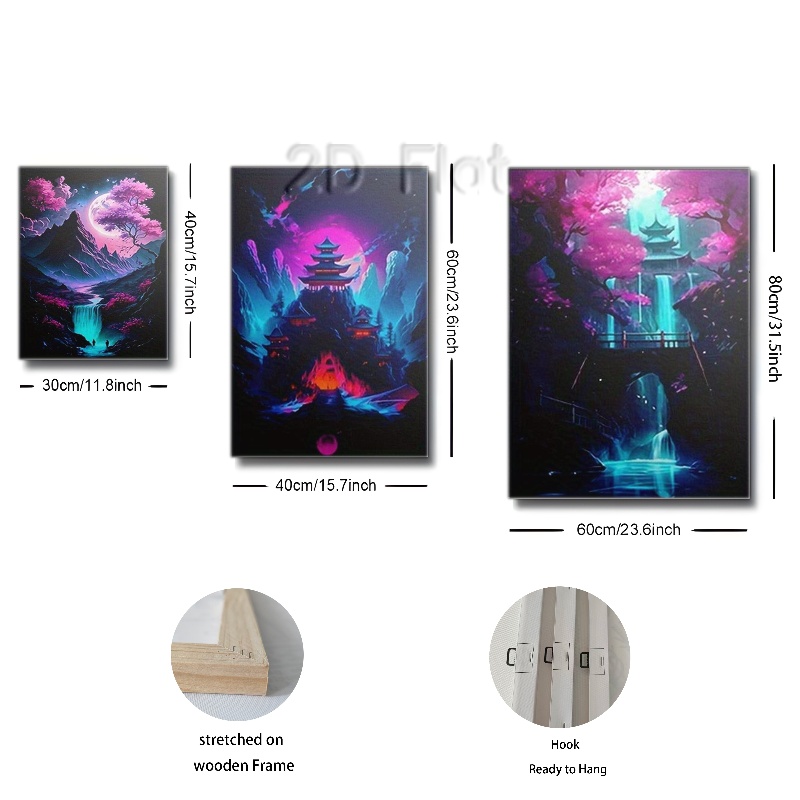 2D Flat
40cm/15.7inch
30cm/11.8inch
60cm/23.6inch
40cm/15.7inch
80cm/31.5inch
60cm/23.6inch
stretched on
wooden Frame
Hook
Ready to Hang